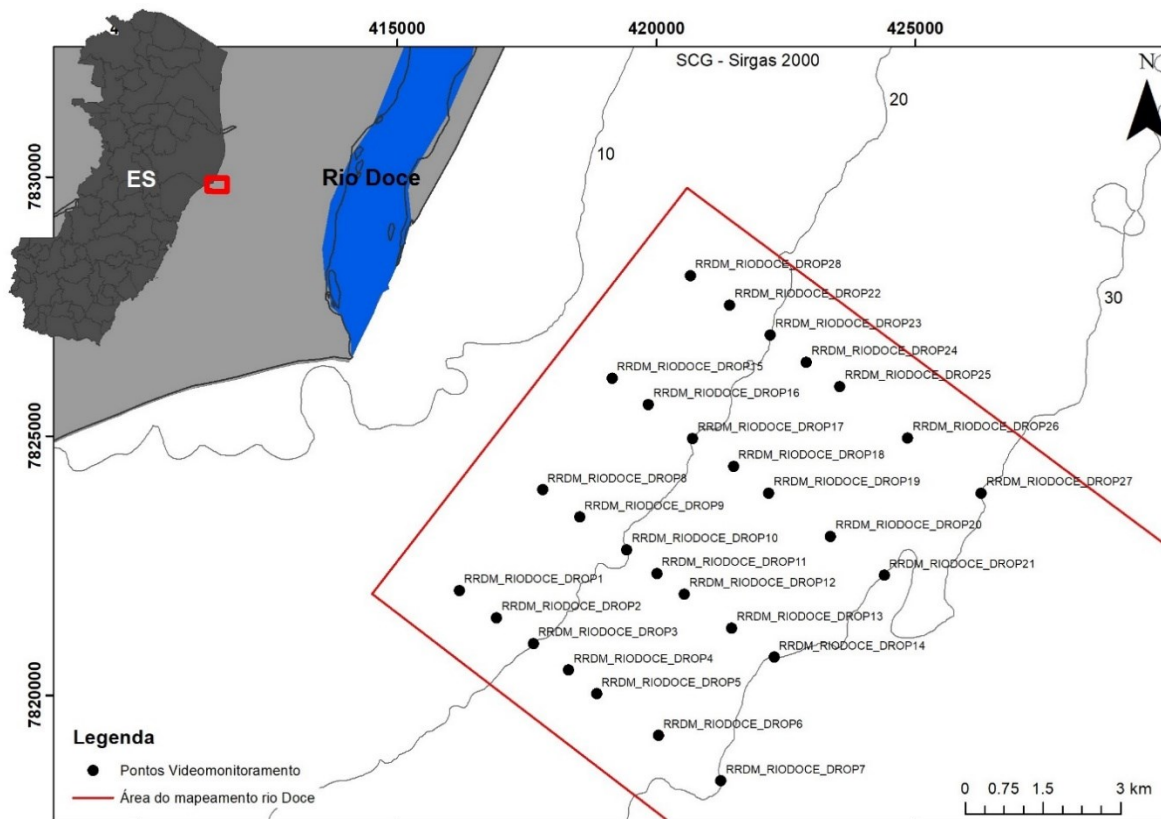 4
415000
420000
425000
SCG - Sirgas 2000
N
20
10
7830000
ES
Rio Doce
30
RRDM_RIODOCE_DROP28
RRDM_RIODOCE_DROP22
RRDM_RIODOCE_DROP23
RRDM_RIODOCE_DROP24
RRDM_RIODOCE_DROP15
RRDM_RIODOCE_DROP25
RRDM_RIODOCE_DROP16
7825000
RRDM_RIODOCE_DROP17
RRDM_RIODOCE_DROP26
RRDM_RIODOCE_DROP18
RRDM_RIODOCE_DROP8
RRDM_RIODOCE_DROP19
RRDM_RIODOCE_DROP27
RRDM_RIODOCE_DROP9
RRDM_RIODOCE_DROP20
RRDM_RIODOCE_DROP10
RRDM_RIODOCE_DROP11
RRDM_RIODOCE_DROP21
RRDM_RIODOCE_DROP1
RRDM_RIODOCE_DROP12
RRDM_RIODOCE_DROP2
RRDM_RIODOCE_DROP13
RRDM_RIODOCE_DROP3
RRDM_RIODOCE_DROP14
RRDM_RIODOCE_DROP4
7820000
RRDM_RIODOCE_DROP5
RRDM_RIODOCE_DROP6
RRDM_RIODOCE_DROP7
Legenda
Pontos Videomonitoramento
Área do mapeamento rio Doce
0 0.75 1.5 3 km